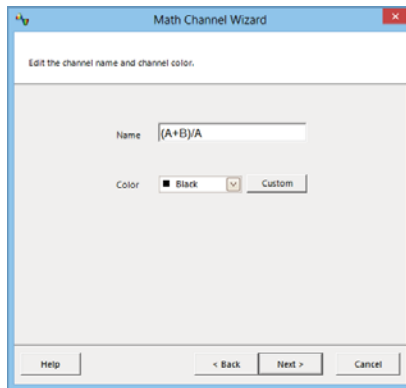 Math Channel Wizard
Edit the channel name and channel color.
Name (A+B)/A
Color Black Custom
Help < Back Next > Cancel